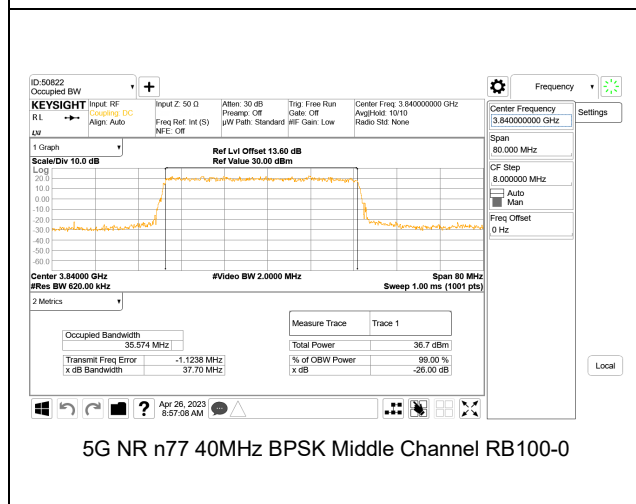 ID:50822
Occupied BW
+
Frequency
KEYSIGHT
RL
LXI
Input: RF
Coupling: DC
Align: Auto
Input Z: 50 Ω
Freq Ref: Int (S)
NFE: Off
Atten: 30 dB
Preamp: Off
µW Path: Standard
Trig: Free Run
Gate: Off
#IF Gain: Low
Center Freq: 3.840000000 GHz
Avg|Hold: 10/10
Radio Std: None
Center Frequency
3.840000000 GHz
Settings
Span
80.000 MHz
CF Step
8.000000 MHz
Auto
Man
Freq Offset
0 Hz
Local
1 Graph
Scale/Div 10.0 dB
Ref Lvl Offset 13.60 dB
Ref Value 30.00 dBm
Log
20.0
10.0
0.00
-10.0
-20.0
-30.0
-40.0
-50.0
-60.0
Center 3.84000 GHz
#Video BW 2.0000 MHz
Span 80 MHz
#Res BW 620.00 kHz
Sweep 1.00 ms (1001 pts)
2 Metrics
Measure Trace
Trace 1
Occupied Bandwidth
35.574 MHz
Total Power
36.7 dBm
Transmit Freq Error
-1.1238 MHz
% of OBW Power
99.00 %
x dB Bandwidth
37.70 MHz
x dB
-26.00 dB
?
Apr 26, 2023
8:57:08 AM
5G NR n77 40MHz BPSK Middle Channel RB100-0